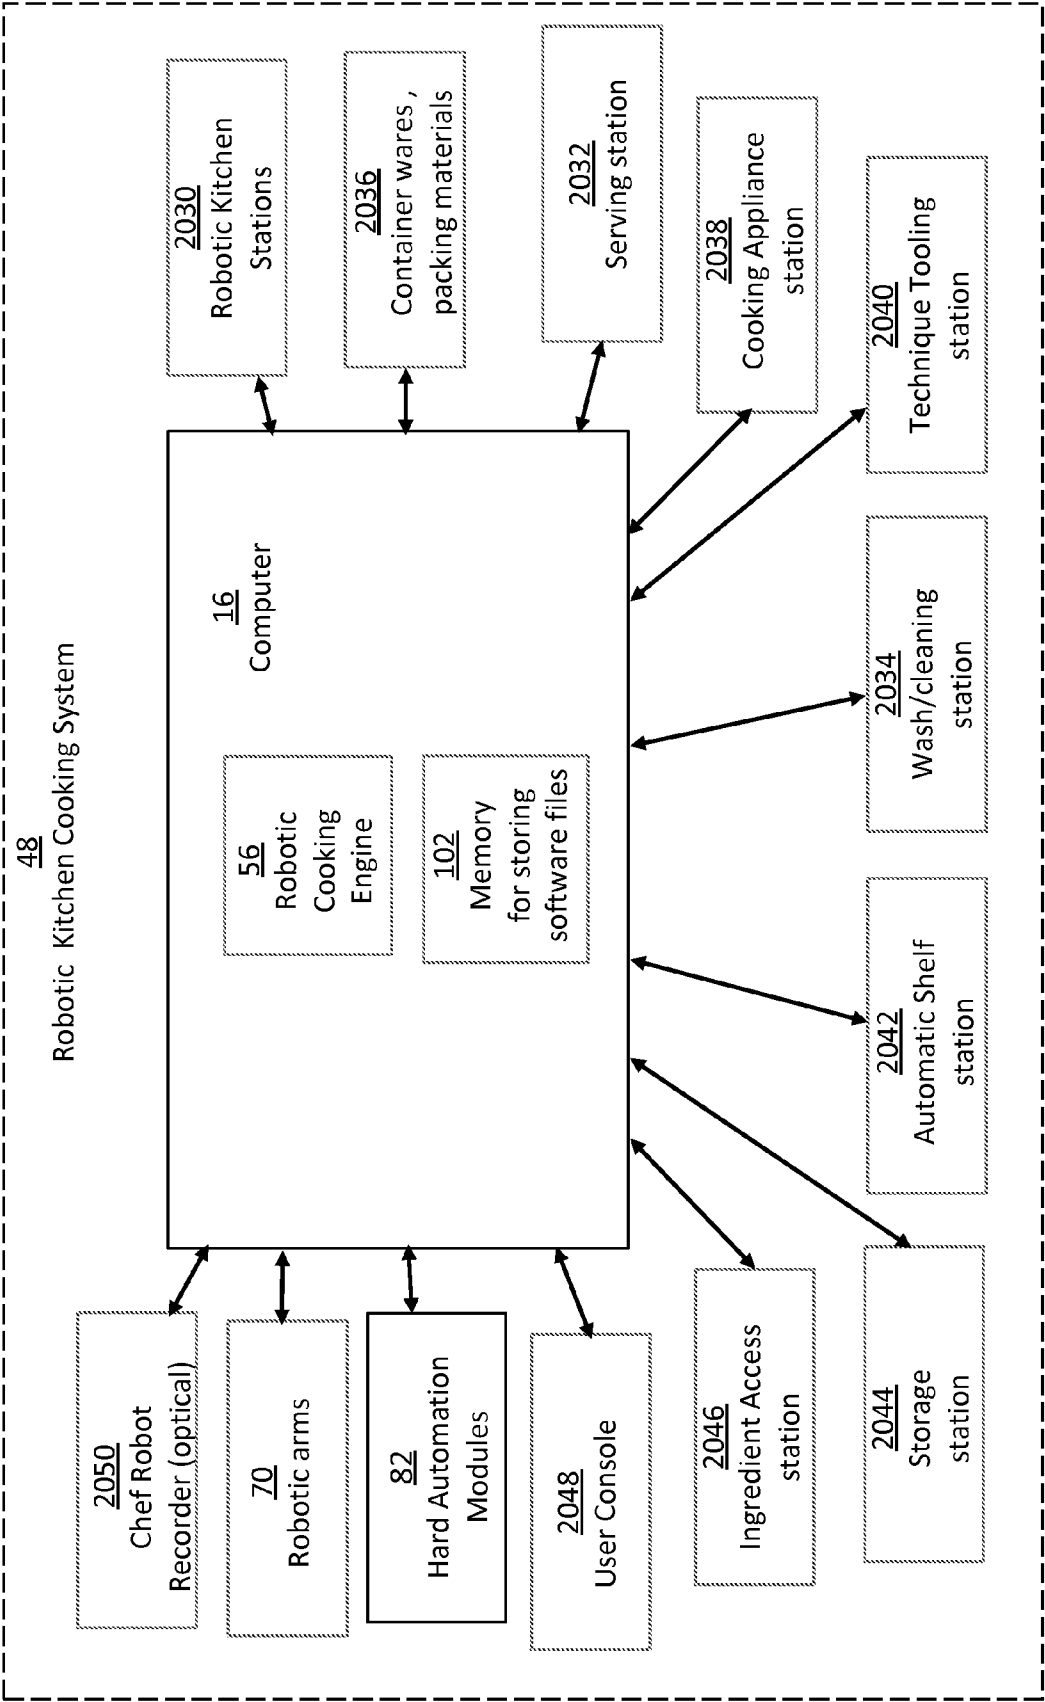 48
Robotic Kitchen Cooking System
2050
Chef Robot
Recorder (optical)
70
Robotic arms
82
Hard Automation
Modules
2048
User Console
2046
Ingredient Access
station
2044
Storage
station
16
Computer
56
Robotic
Cooking
Engine
102
Memory
for storing
software files
2042
Automatic Shelf
station
2034
Wash/cleaning
station
2030
Robotic Kitchen
Stations
2036
Container wares ,
packing materials
2032
Serving station
2038
Cooking Appliance
station
2040
Technique Tooling
station